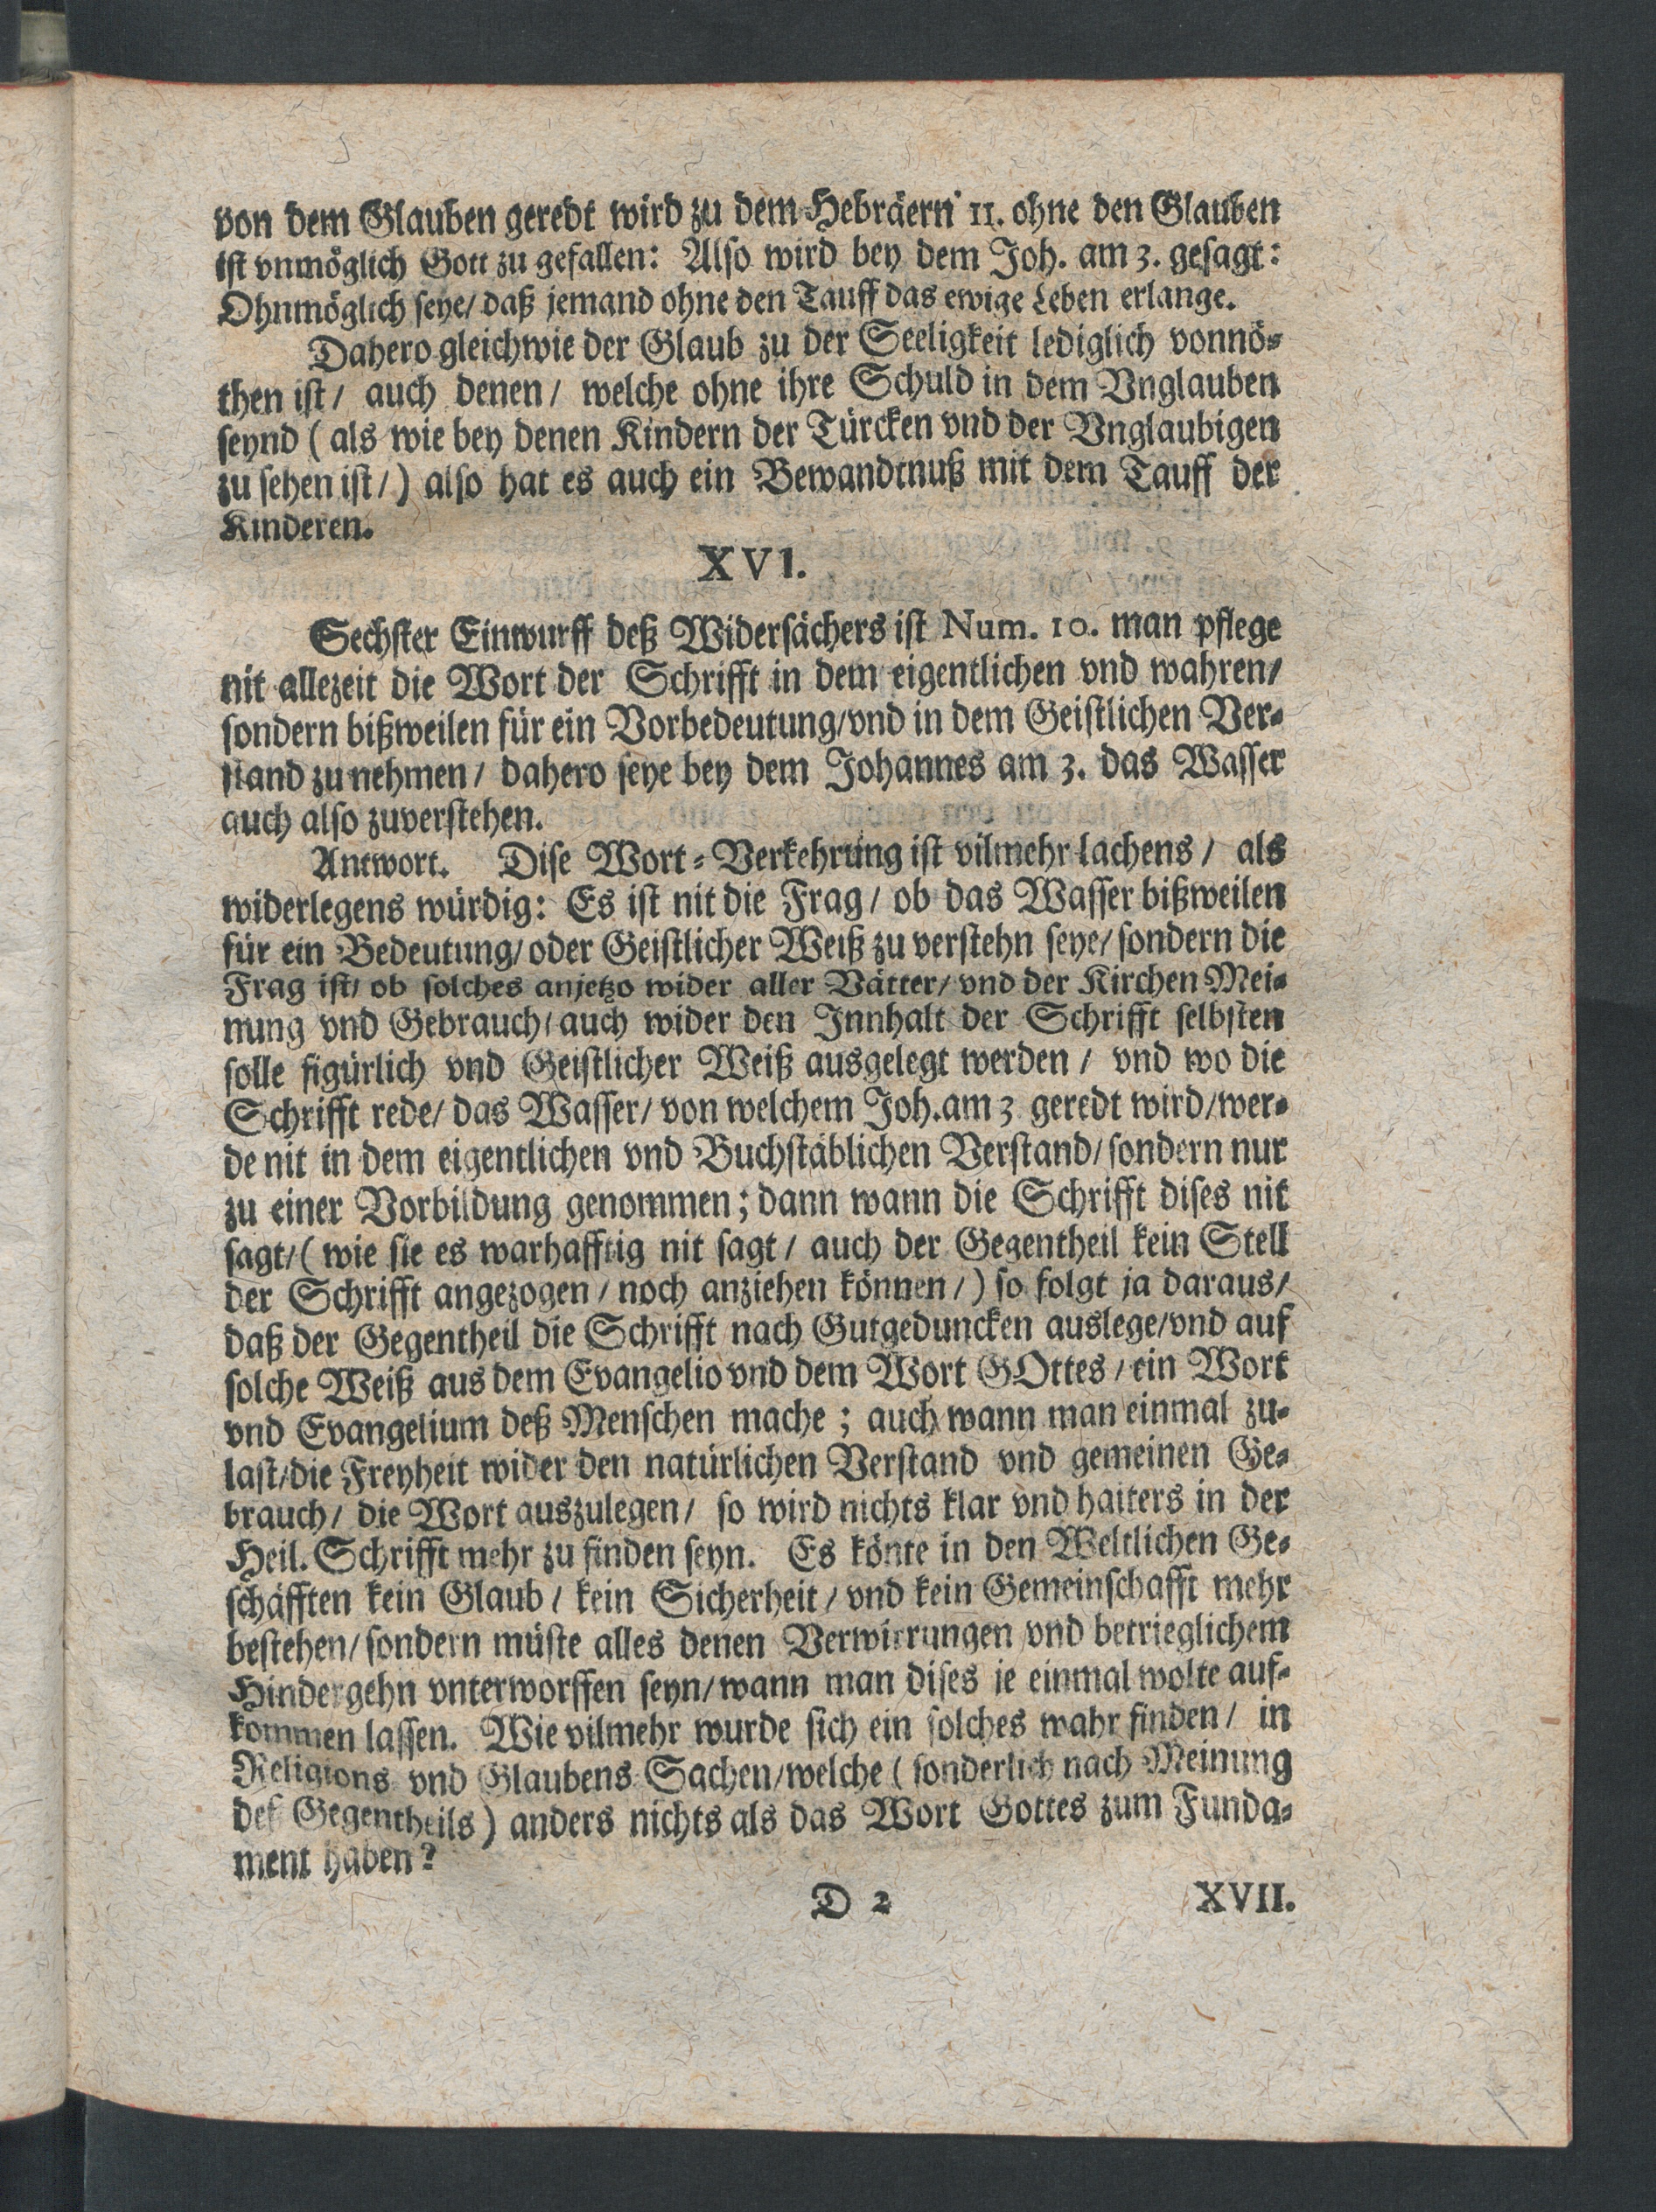 von dem Glauben geredt wird zu dem Hebräern 11. ohne den Glauben
ist vnmöglich Gott zu gefallen: Also wird bey dem Joh. am 3. gesagt:
Ohnmöglich seye/ daß jemand ohne den Tauff das ewige Leben erlange.
Dahero gleichwie der Glaub zu der Seeligkeit lediglich vonnö-
then ist/ auch denen/ welche ohne ihre Schuld in dem Vnglauben
seynd (als wie bey denen Kindern der Türcken vnd der Vnglaubigen
zu sehen ist/) also hat es auch ein Bewandtnuß mit dem Tauff der
Kinderen.
XVI.
Sechster Einwurff deß Widersächers ist Num. 10. man pflege
nit allezeit die Wort der Schrifft in dem eigentlichen vnd wahren/
sondern bißweilen für ein Vorbedeutung/vnd in dem Geistlichen Ver-
stand zu nehmen/ dahero seye bey dem Johannes am 3. das Wasser
auch also zuverstehen.
Antwort. Dise Wort-Verkehrung ist vilmehr lachens/ als
widerlegens würdig: Es ist nit die Frag/ ob das Wasser bißweilen
für ein Bedeutung/ oder Geistlicher Weiß zu verstehn seye/ sondern die
Frag ist/ ob solches anjetzo wider aller Vätter/ vnd der Kirchen Mei-
nung vnd Gebrauch/ auch wider den Innhalt der Schrifft selbsten
solle figürlich vnd Geistlicher Weiß ausgelegt werden/ vnd wo die
Schrifft rede/ das Wasser/ von welchem Joh. am 3 geredt wird/wer-
de nit in dem eigentlichen vnd Buchstäblichen Verstand/ sondern nur
zu einer Vorbildung genommen; dann wann die Schrifft dises nit
sagt/ (wie sie es warhafftig nit sagt/ auch der Gegentheil kein Stell
der Schrifft angezogen/ noch anziehen können/) so folgt ja daraus/
daß der Gegentheil die Schrifft nach Gutgeduncken auslege/vnd auf
solche Weiß aus dem Evangelio vnd dem Wort GOttes/ ein Wort
vnd Evangelium deß Menschen mache; auch wann man einmal zu-
last/die Freyheit wider den natürlichen Verstand vnd gemeinen Ge-
brauch/ die Wort auszulegen/ so wird nichts klar vnd haiters in der
Heil. Schrifft mehr zu finden seyn. Es könte in den Weltlichen Ge-
schäfften kein Glaub/ kein Sicherheit/ vnd kein Gemeinschafft mehr
bestehen/ sondern müste alles denen Verwirrungen vnd betrieglichem
Hindergehn vnterworffen seyn/ wann man dises je einmal wolte auf-
kommen lassen. Wie vilmehr wurde sich ein solches wahr finden/ in
Religions vnd Glaubens Sachen/welche (sonderlich nach Meinung
deß Gegentheils) anders nichts als das Wort Gottes zum Funda-
ment haben?
D 2 XVII.